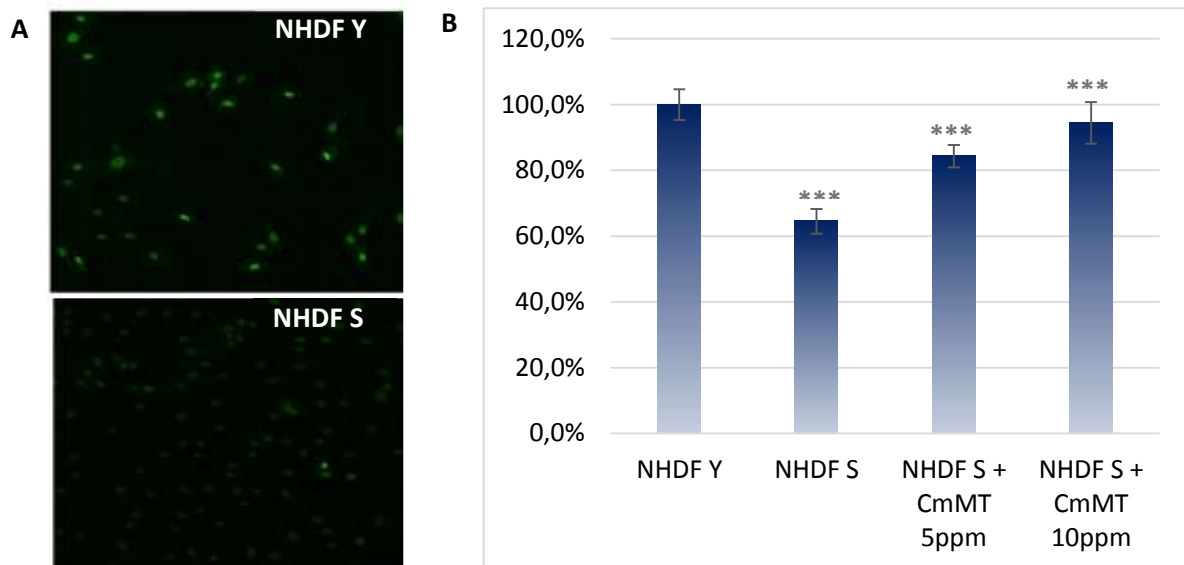 A
NHDF Y
NHDF S
B
120,0%
100,0%
80,0%
60,0%
40,0%
20,0%
0,0%
***
***
***
NHDF Y
NHDF S
NHDF S +
CmMT
5ppm
NHDF S +
CmMT
10ppm